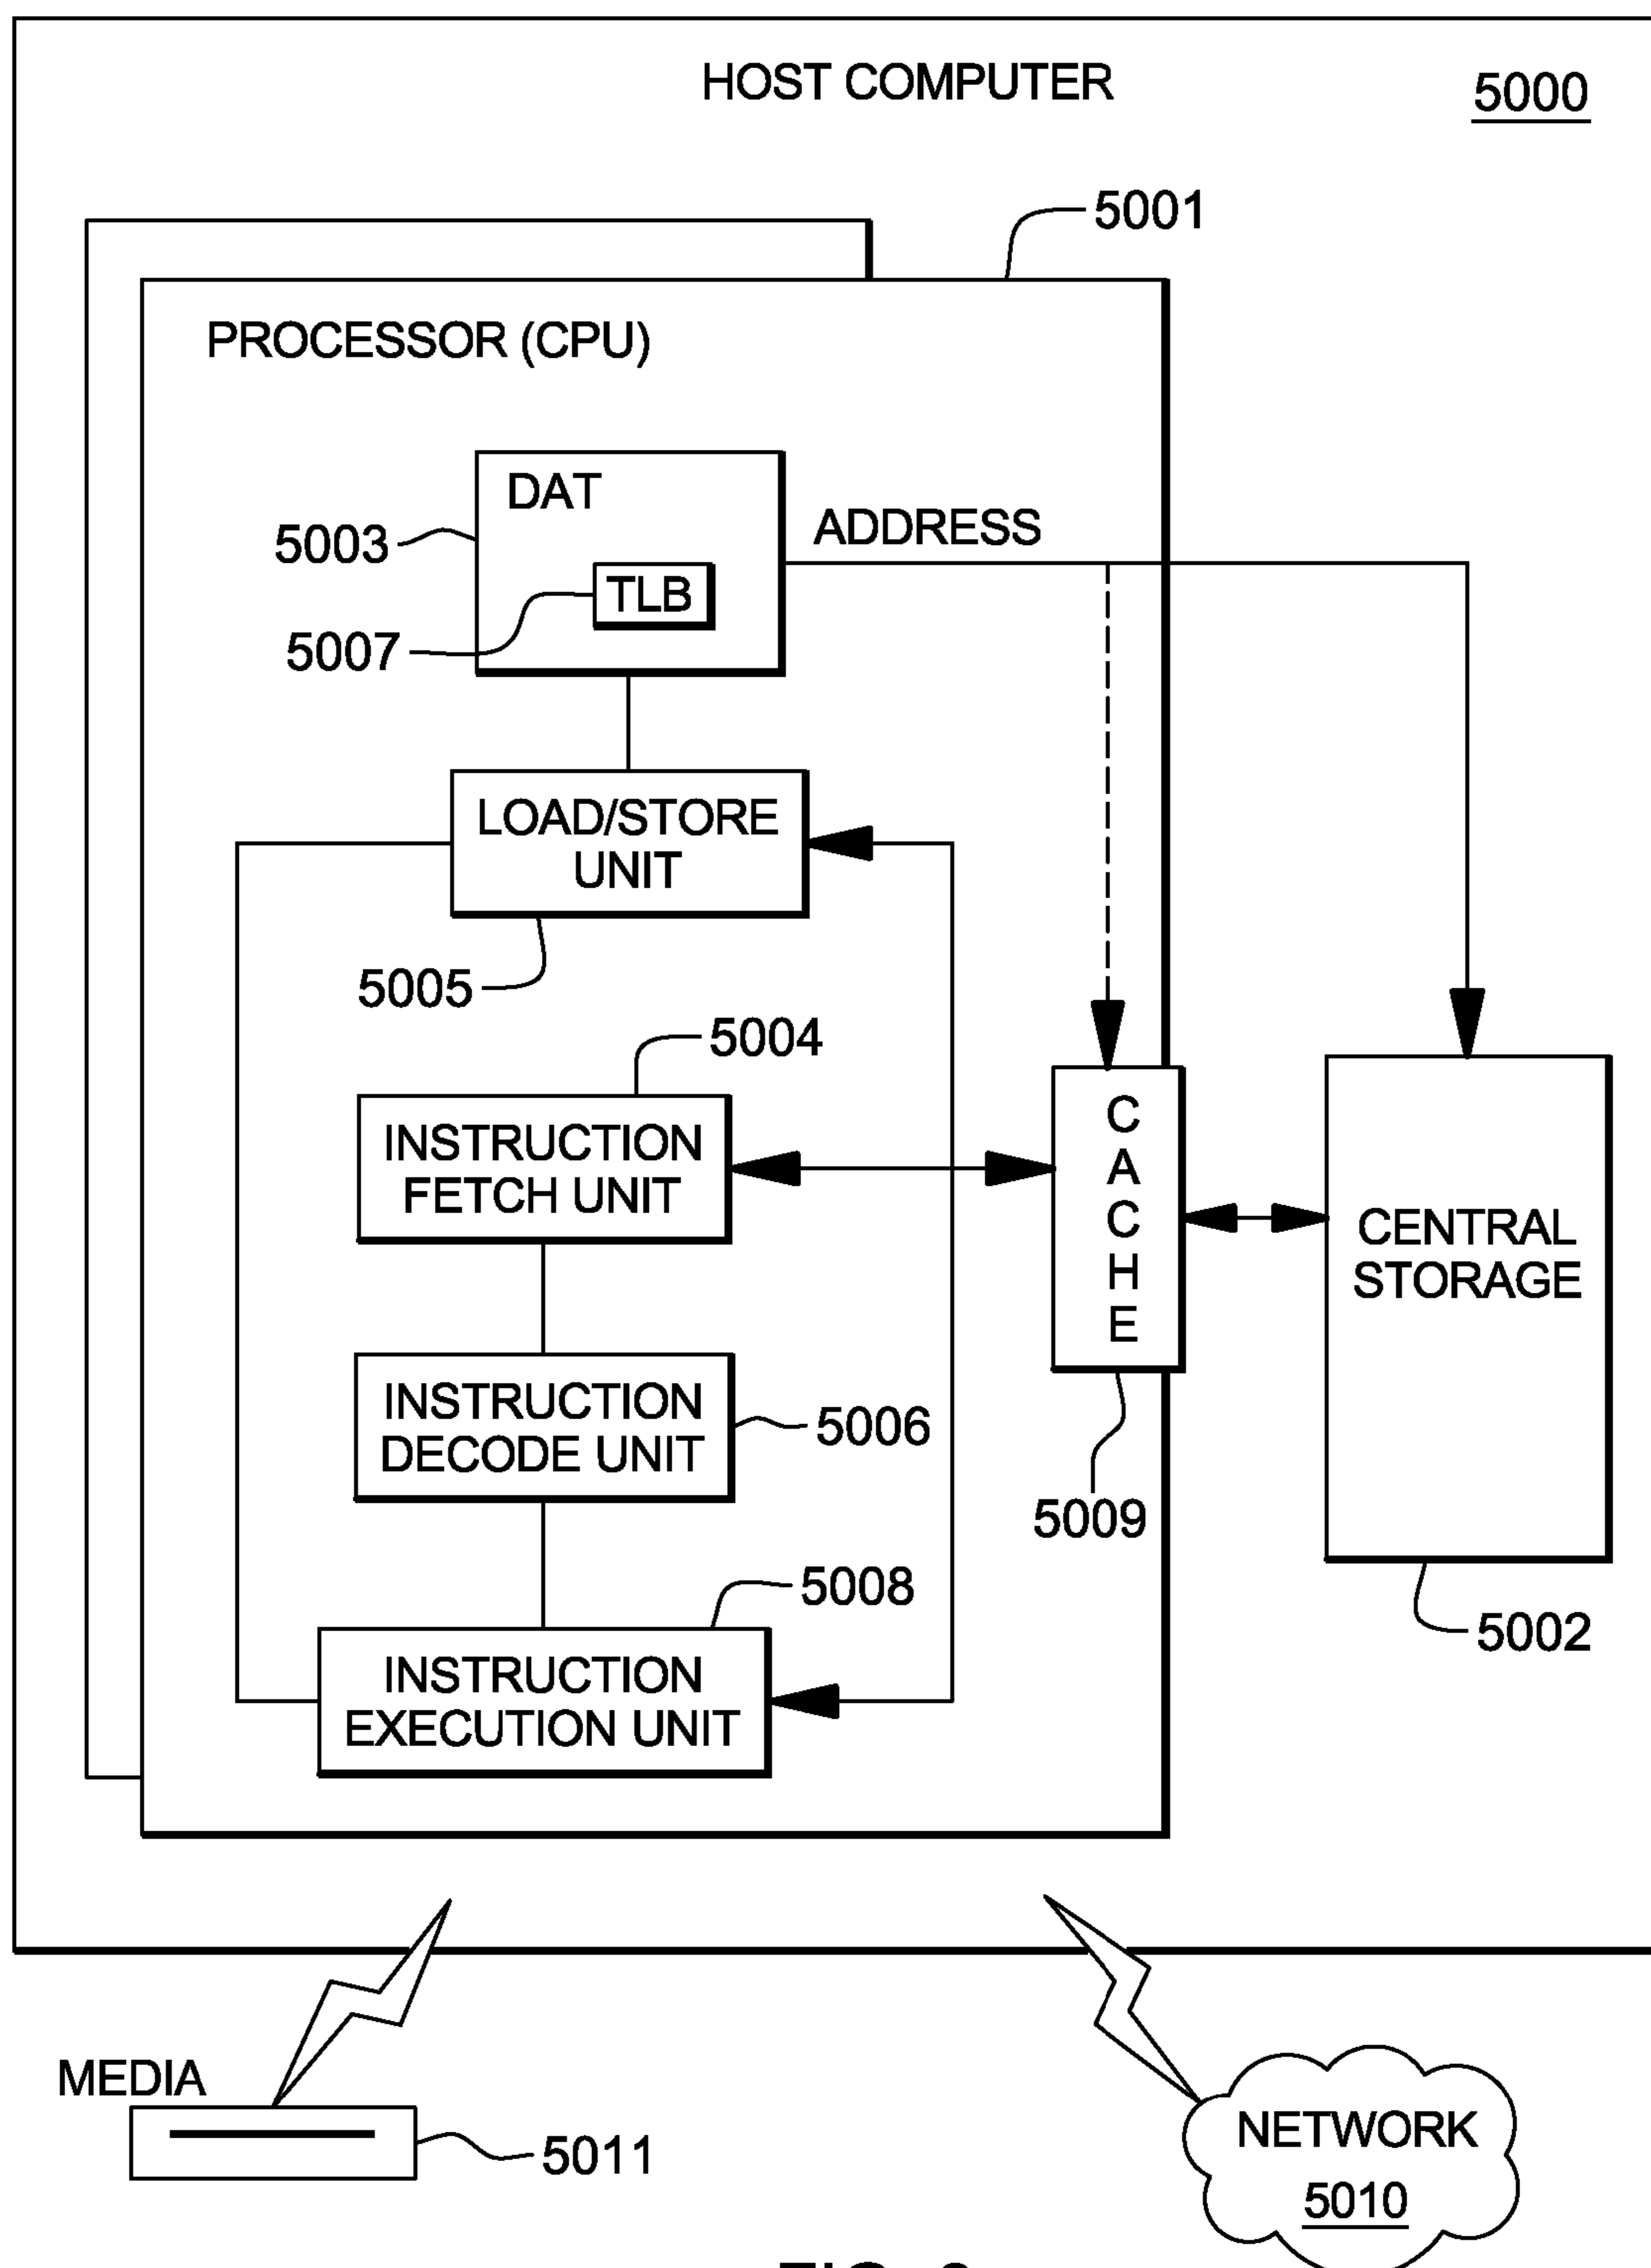 HOST COMPUTER
5000
5001
PROCESSOR (CPU)
DAT
ADDRESS
5003
TLB
5007
LOAD/STORE
UNIT
5005
5004
INSTRUCTION
FETCH UNIT
CACHE
CENTRAL
STORAGE
INSTRUCTION
DECODE UNIT
5006
5009
5008
5002
INSTRUCTION
EXECUTION UNIT
MEDIA
5011
NETWORK
5010